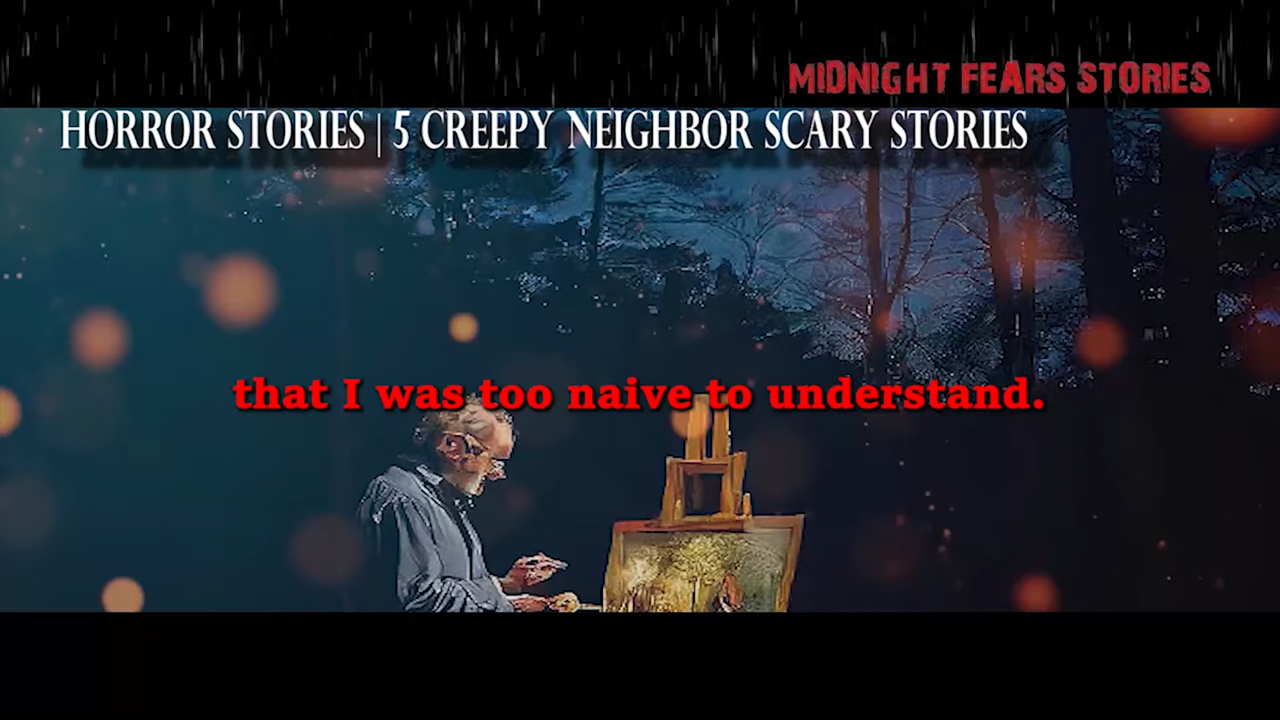 MIDNIGHT FEARS STORIES
HORROR STORIES | 5 CREEPY NEIGHBOR SCARY STORIES
that I was too naive to understand.